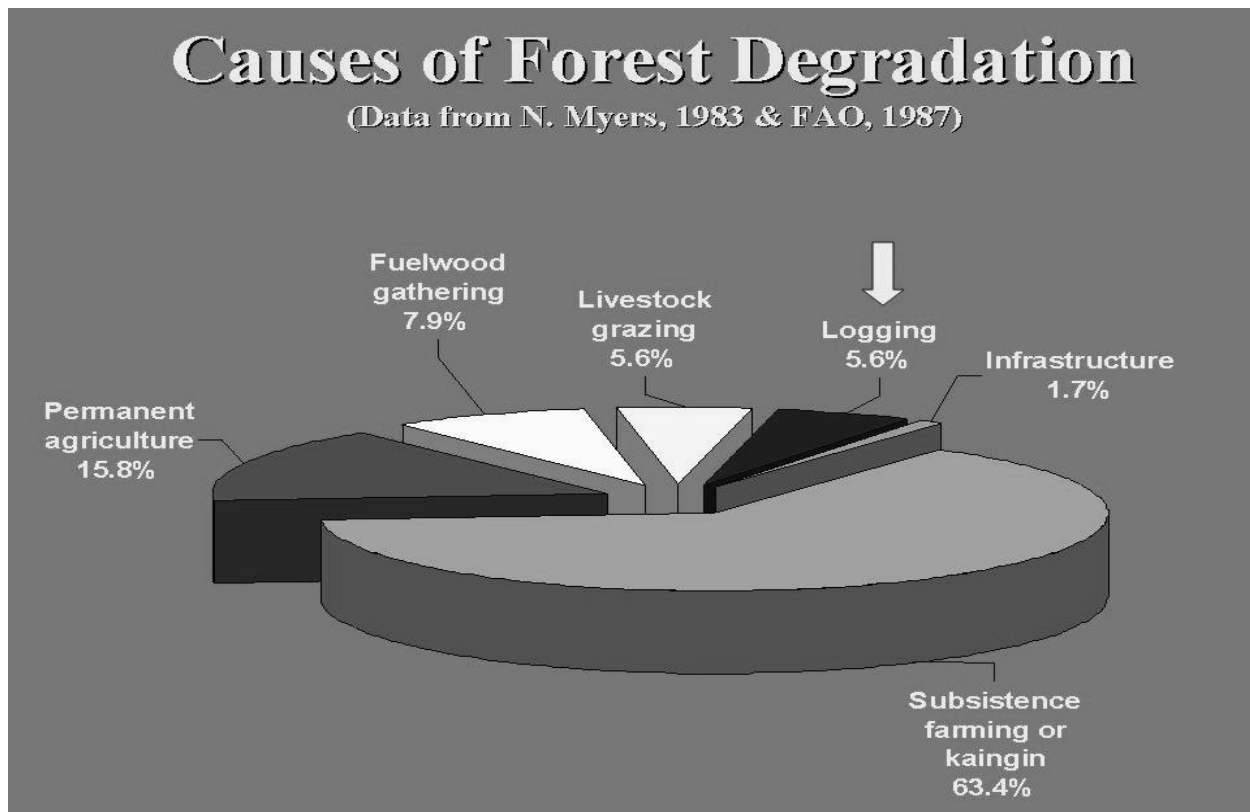 Causes of Forest Degradation
(Data from N. Myers, 1983 & FAO, 1987)
Fuelwood
gathering
7.9%
Livestock
grazing
5.6%
Logging
5.6%
Infrastructure
1.7%
Permanent
agriculture
15.8%
Subsistence
farming or
kaingin
63.4%